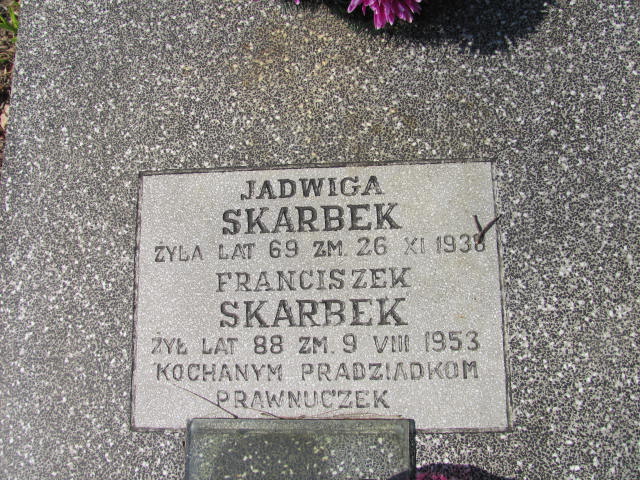 JADWIGA
SKARBEK
ŻYŁA LAT 69 ZM. 26 XI 1938
FRANCISZEK
SKARBEK
ŻYŁ LAT 88 ZM. 9 VIII 1953
KOCHANYM PRADZIADKOM
PRAWNUCZEK